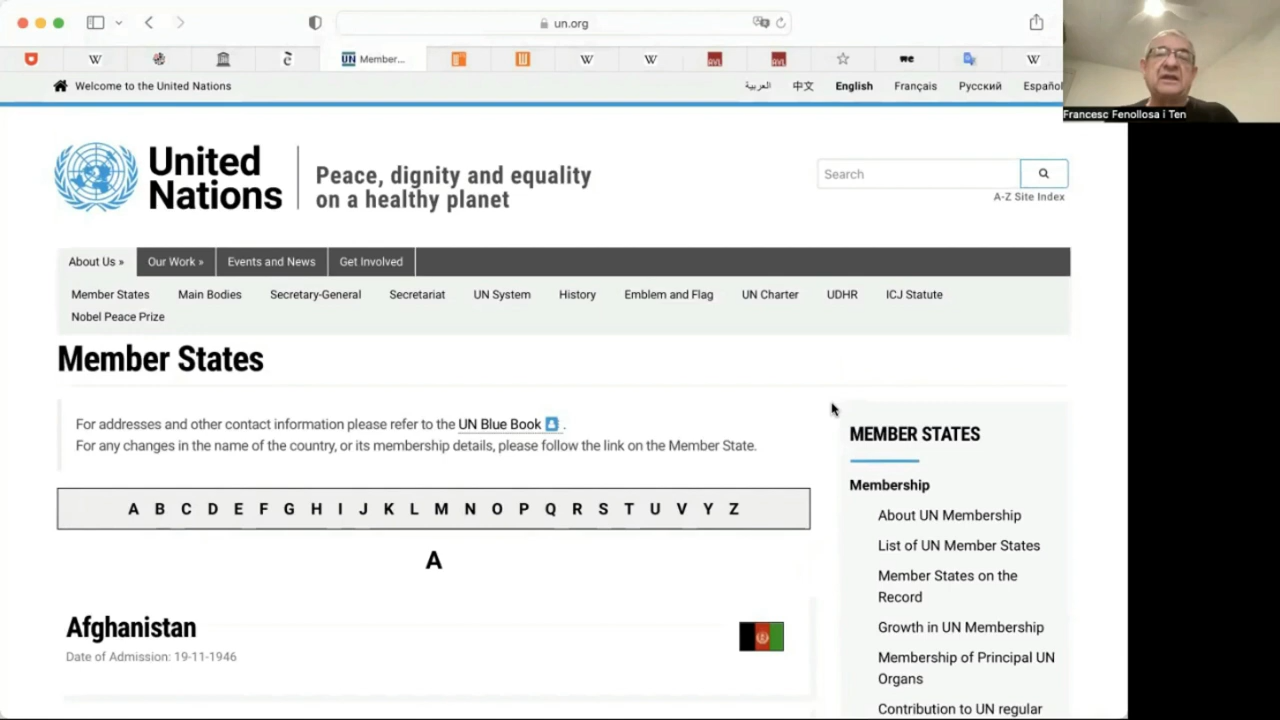 un.org
W
UN Member...
W
W
RVL
RVL
W
Welcome to the United Nations
العربية
中文
English
Français
Русский
Español
Francesc Fenollosa i Ten
United
Nations
Peace, dignity and equality
on a healthy planet
Search
A-Z Site Index
About Us »
Our Work »
Events and News
Get Involved
Member States
Main Bodies
Secretary-General
Secretariat
UN System
History
Emblem and Flag
UN Charter
UDHR
ICJ Statute
Nobel Peace Prize
Member States
For addresses and other contact information please refer to the UN Blue Book .
For any changes in the name of the country, or its membership details, please follow the link on the Member State.
A B C D E F G H I J K L M N O P Q R S T U V Y Z
A
Afghanistan
Date of Admission: 19-11-1946
MEMBER STATES
Membership
About UN Membership
List of UN Member States
Member States on the
Record
Growth in UN Membership
Membership of Principal UN
Organs
Contribution to UN regular